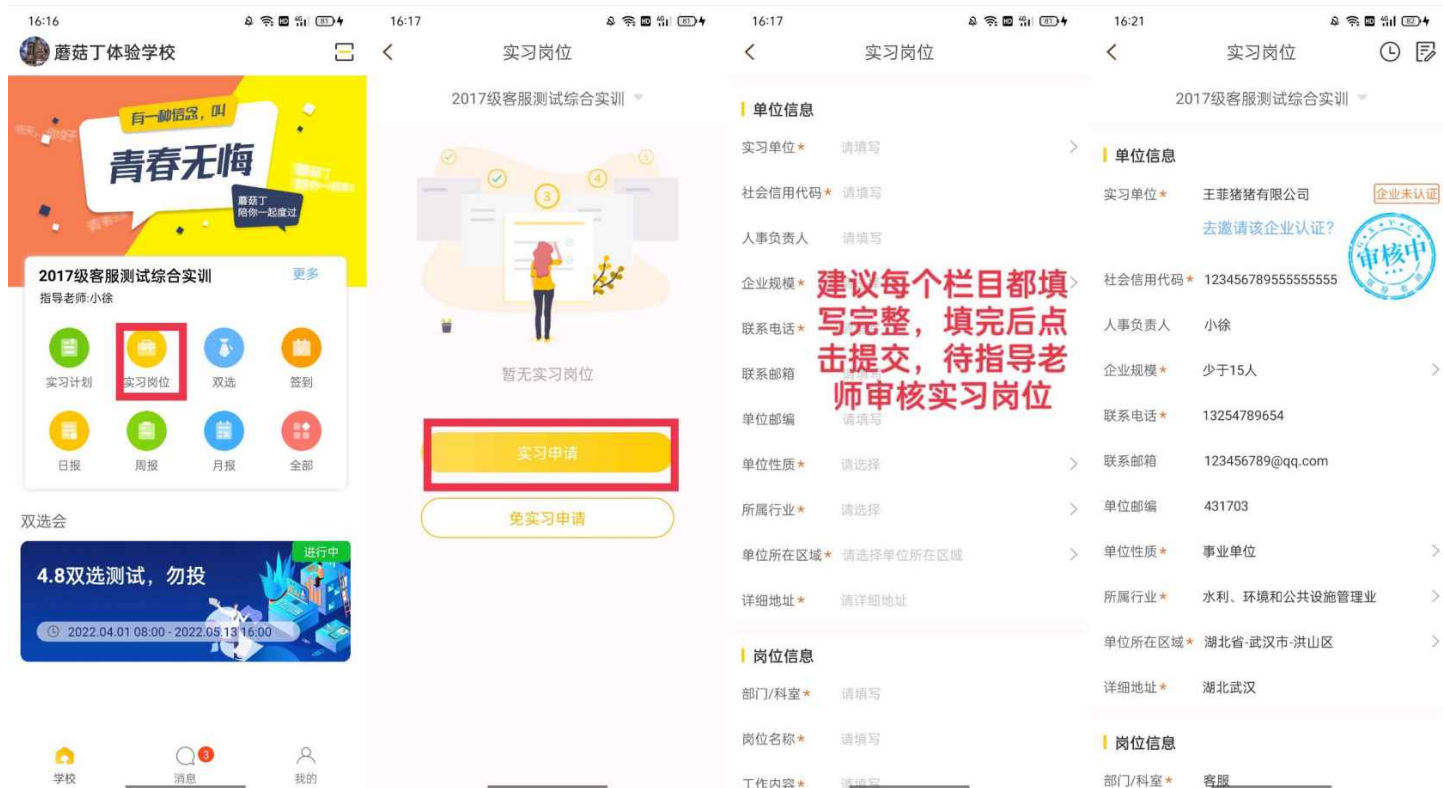 16:16
蘑菇丁体验学校
有一种信念，叫
青春无悔
蘑菇丁
陪你一起度过
2017级客服测试综合实训
更多
指导老师:小徐
实习计划
实习岗位
双选
签到
日报
周报
月报
全部
双选会
进行中
4.8双选测试，勿投
2022.04.01 08:00 - 2022.05.13 16:00
3
学校
消息
我的
16:17
实习岗位
2017级客服测试综合实训
3
4
5
暂无实习岗位
实习申请
免实习申请
16:17
实习岗位
单位信息
实习单位* 请填写
社会信用代码* 请填写
人事负责人 请填写
企业规模*
联系电话*
联系邮箱
单位邮编 请填写
建议每个栏目都填
写完整，填完后点
击提交，待指导老
师审核实习岗位
单位性质* 请选择
所属行业* 请选择
单位所在区域* 请选择单位所在区域
详细地址* 请详细地址
岗位信息
部门/科室* 请填写
岗位名称* 请填写
工作内容* 请填写
16:21
实习岗位
2017级客服测试综合实训
单位信息
实习单位* 王菲猪猪有限公司
企业未认证
去邀请该企业认证?
审核中
社会信用代码* 123456789555555555
人事负责人 小徐
企业规模* 少于15人
联系电话* 13254789654
联系邮箱 123456789@qq.com
单位邮编 431703
单位性质* 事业单位
所属行业* 水利、环境和公共设施管理业
单位所在区域* 湖北省-武汉市-洪山区
详细地址* 湖北武汉
岗位信息
部门/科室* 客服